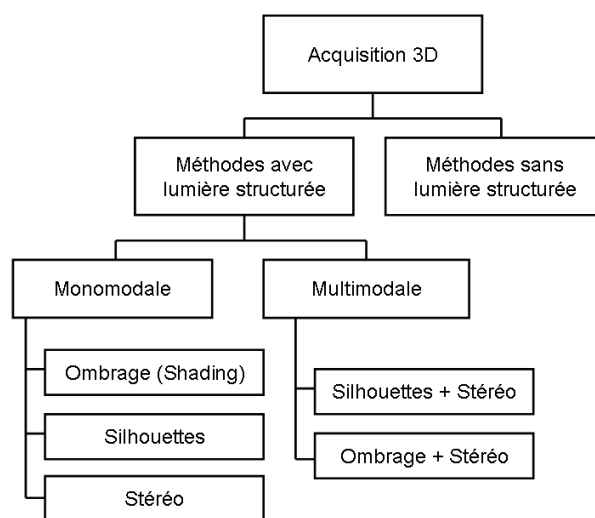 Acquisition 3D
Méthodes avec
lumière structurée
Méthodes sans
lumière structurée
Monomodale
Multimodale
Ombrage (Shading)
Silhouettes
Stéréo
Silhouettes + Stéréo
Ombrage + Stéréo